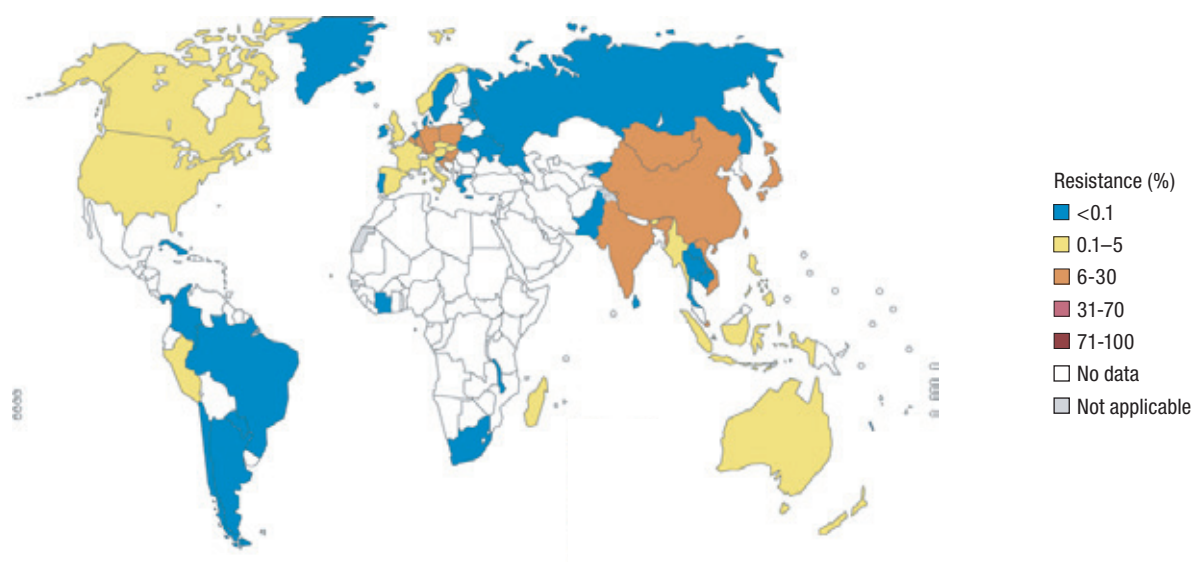 Resistance (%)
<0.1
0.1–5
6-30
31-70
71-100
No data
Not applicable